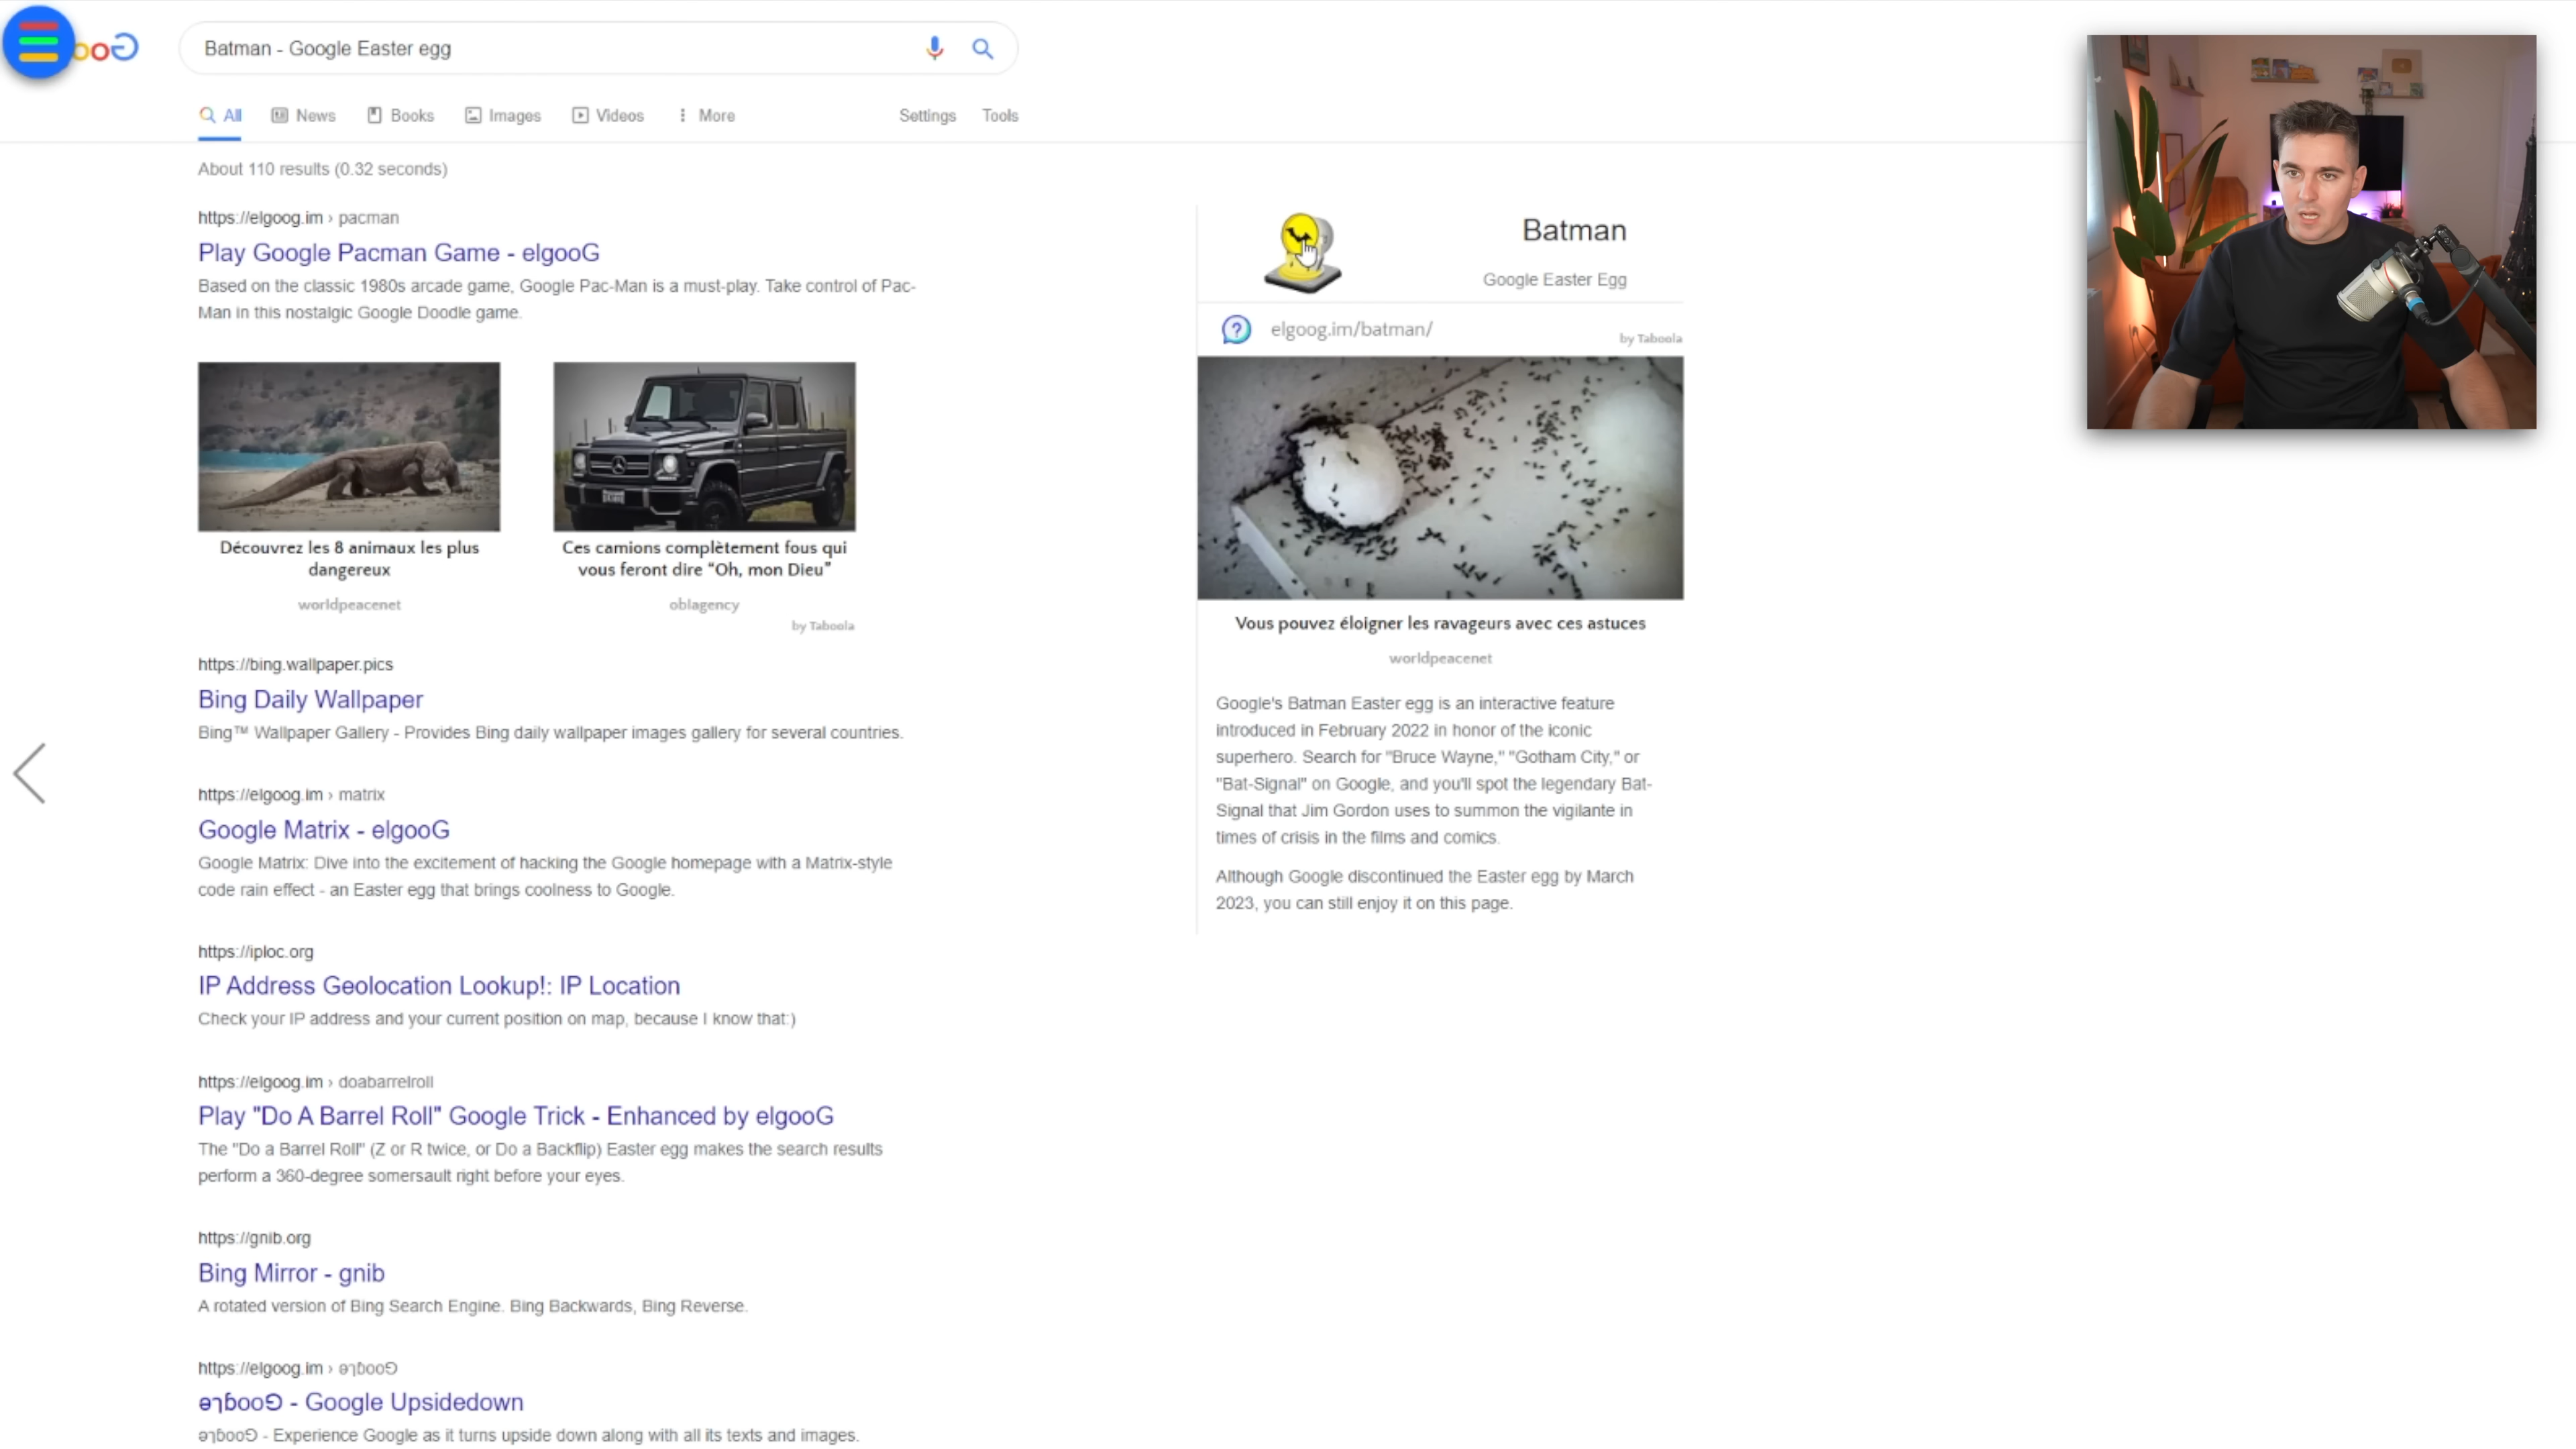 Batman - Google Easter egg
All
News
Books
Images
Videos
More
Settings
Tools
About 110 results (0.32 seconds)
https://elgoog.im › pacman
Play Google Pacman Game - elgooG
Based on the classic 1980s arcade game, Google Pac-Man is a must-play. Take control of Pac-
Man in this nostalgic Google Doodle game.
Découvrez les 8 animaux les plus
dangereux
worldpeacenet
Ces camions complètement fous qui
vous feront dire “Oh, mon Dieu”
oblagency
by Taboola
https://bing.wallpaper.pics
Bing Daily Wallpaper
Bing™ Wallpaper Gallery - Provides Bing daily wallpaper images gallery for several countries.
https://elgoog.im › matrix
Google Matrix - elgooG
Google Matrix: Dive into the excitement of hacking the Google homepage with a Matrix-style
code rain effect - an Easter egg that brings coolness to Google.
https://iploc.org
IP Address Geolocation Lookup!: IP Location
Check your IP address and your current position on map, because I know that:)
https://elgoog.im › doabarrelroll
Play "Do A Barrel Roll" Google Trick - Enhanced by elgooG
The "Do a Barrel Roll" (Z or R twice, or Do a Backflip) Easter egg makes the search results
perform a 360-degree somersault right before your eyes.
https://gnib.org
Bing Mirror - gnib
A rotated version of Bing Search Engine. Bing Backwards, Bing Reverse.
https://elgoog.im ›
- Google Upsidedown
- Experience Google as it turns upside down along with all its texts and images.
Batman
Google Easter Egg
elgoog.im/batman/
by Taboola
Vous pouvez éloigner les ravageurs avec ces astuces
worldpeacenet
Google's Batman Easter egg is an interactive feature
introduced in February 2022 in honor of the iconic
superhero. Search for "Bruce Wayne," "Gotham City," or
"Bat-Signal" on Google, and you'll spot the legendary Bat-
Signal that Jim Gordon uses to summon the vigilante in
times of crisis in the films and comics.
Although Google discontinued the Easter egg by March
2023, you can still enjoy it on this page.